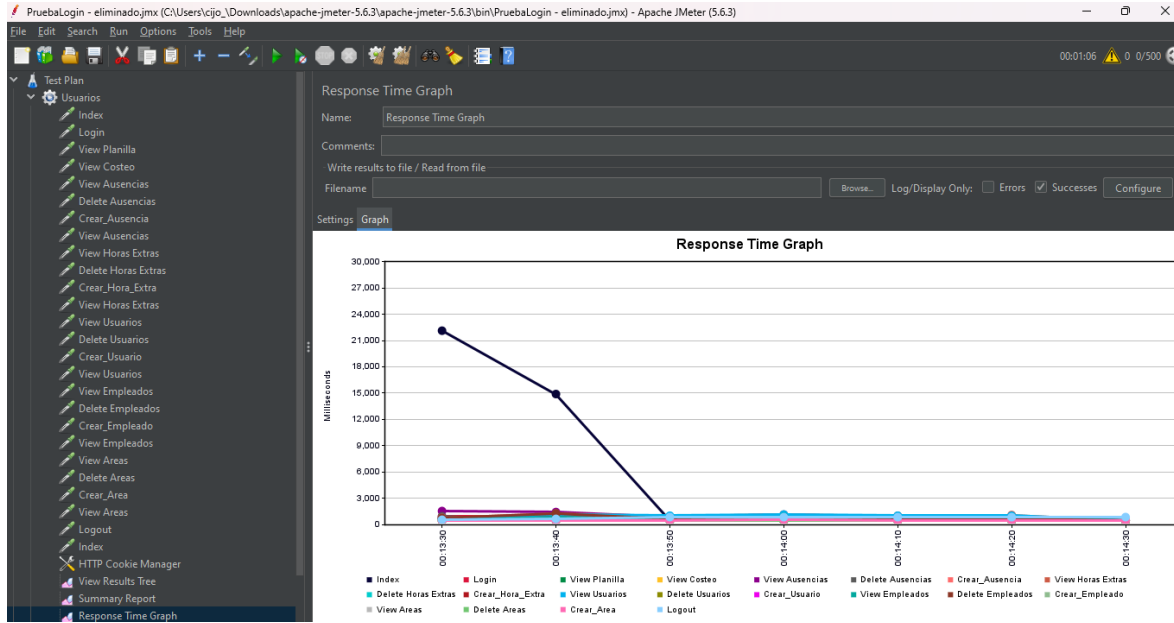 PruebaLogin - eliminado.jmx (C:\Users\cijo_\Downloads\apache-jmeter-5.6.3\apache-jmeter-5.6.3\bin\PruebaLogin - eliminado.jmx) - Apache JMeter (5.6.3)
File Edit Search Run Options Tools Help
00:01:06 0 0/500
Test Plan
Usuarios
Index
Login
View Planilla
View Costeo
View Ausencias
Delete Ausencias
Crear_Ausencia
View Ausencias
View Horas Extras
Delete Horas Extras
Crear_Hora_Extra
View Horas Extras
View Usuarios
Delete Usuarios
Crear_Usuario
View Usuarios
View Empleados
Delete Empleados
Crear_Empleado
View Empleados
View Areas
Delete Areas
Crear_Area
View Areas
Logout
Index
HTTP Cookie Manager
View Results Tree
Summary Report
Response Time Graph
Response Time Graph
Name: Response Time Graph
Comments:
Write results to file / Read from file
Filename Browse... Log/Display Only: Errors Successes Configure
Settings Graph
Response Time Graph
Milliseconds
30,000
27,000
24,000
21,000
18,000
15,000
12,000
9,000
6,000
3,000
0
00:13:30 00:13:40 00:13:50 00:14:00 00:14:10 00:14:20 00:14:30
Index Login View Planilla View Costeo View Ausencias Delete Ausencias Crear_Ausencia View Horas Extras
Delete Horas Extras Crear_Hora_Extra View Usuarios Delete Usuarios Crear_Usuario View Empleados Delete Empleados Crear_Empleado
View Areas Delete Areas Crear_Area Logout